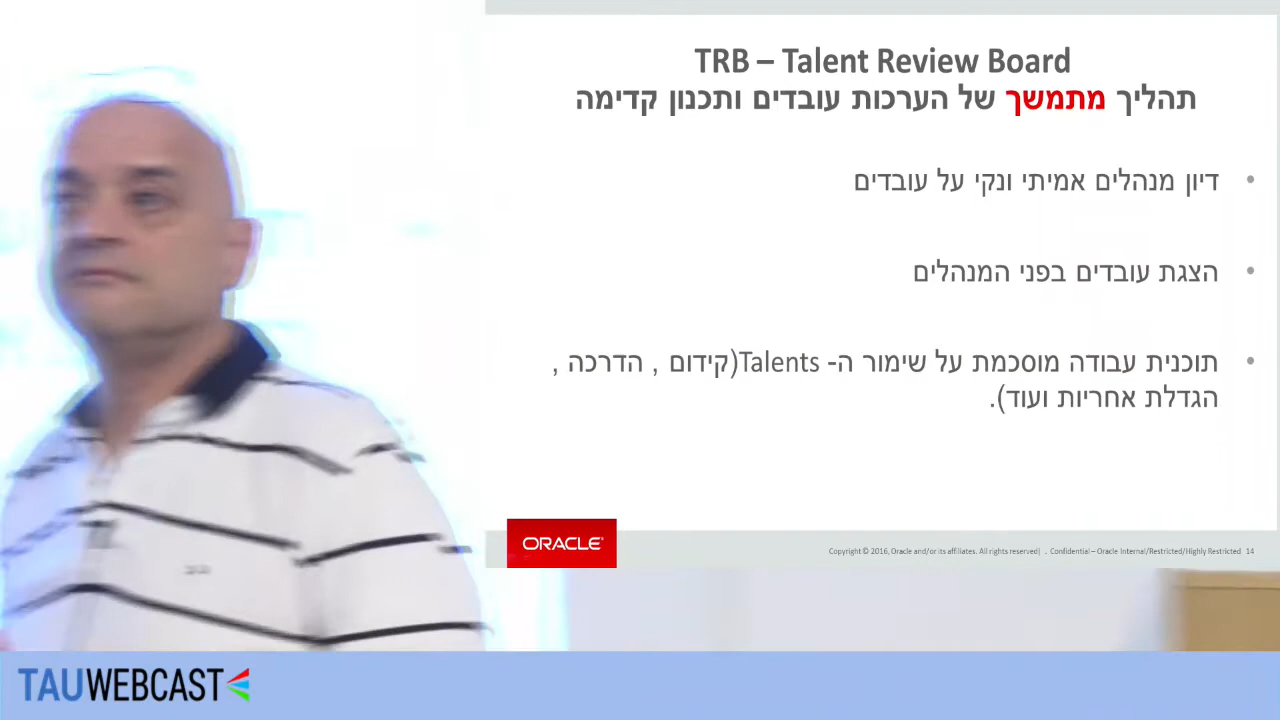 TRB – Talent Review Board
תהליך מתמשך של הערכות עובדים ותכנון קדימה
• דיון מנהלים אמיתי ונקי על עובדים
• הצגת עובדים בפני המנהלים
• תוכנית עבודה מוסכמת על שימור ה- Talents(קידום , הדרכה ,
הגדלת אחריות ועוד).
ORACLE®
Copyright © 2016, Oracle and/or its affiliates. All rights reserved| . Confidential – Oracle Internal/Restricted/Highly Restricted 14
TAUWEBCAST